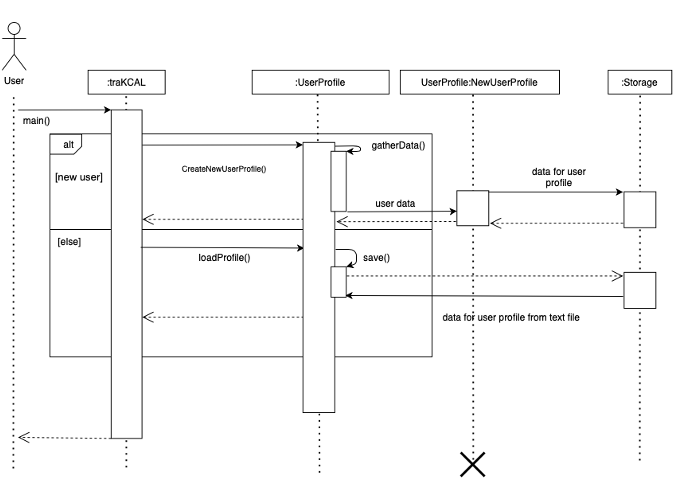 User
:traKCAL
:UserProfile
UserProfile:NewUserProfile
:Storage
main()
alt
gatherData()
[new user]
CreateNewUserProfile()
data for user
profile
user data
[else]
loadProfile()
save()
data for user profile from text file